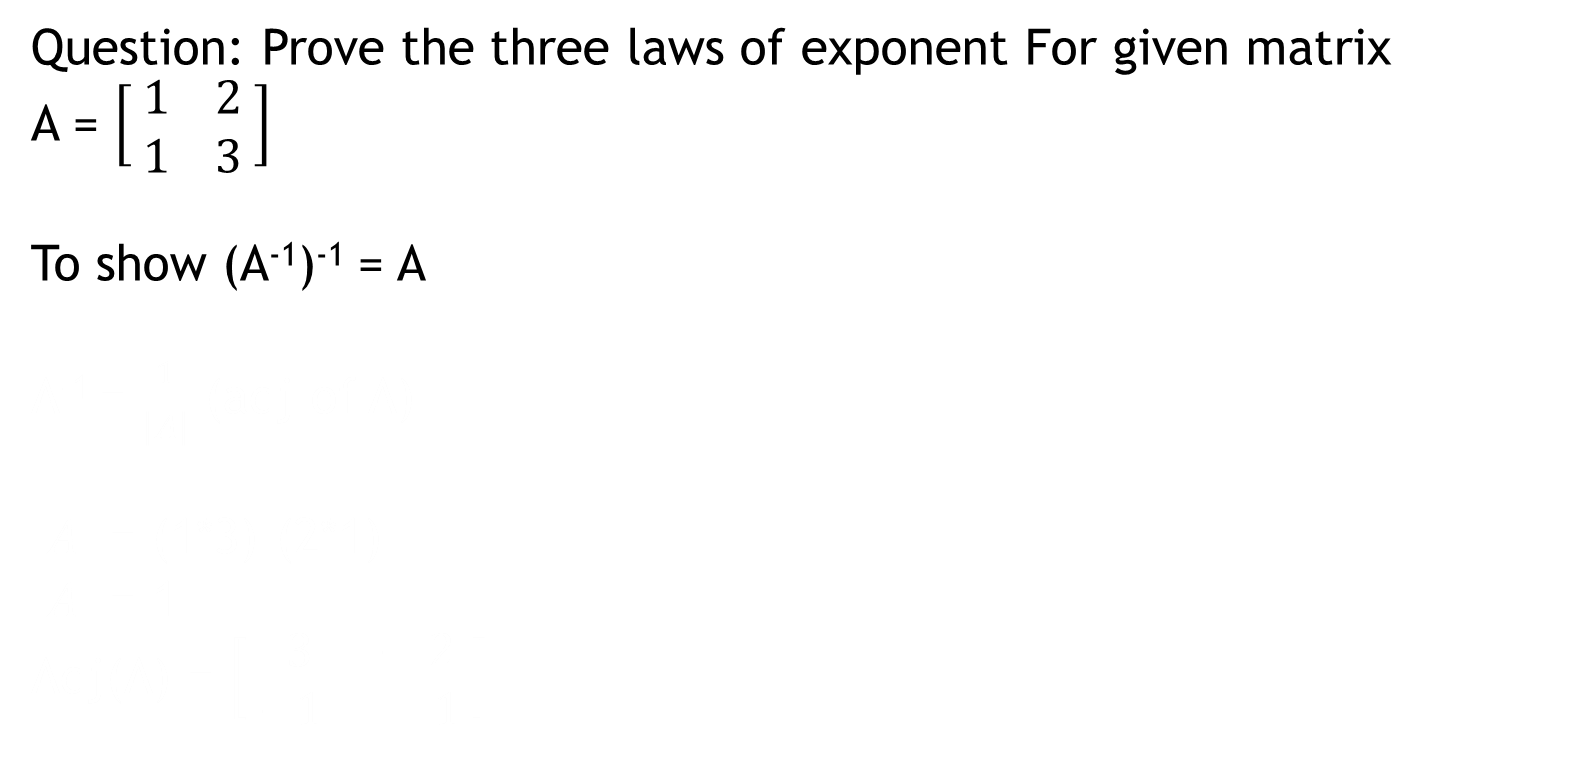 Question: Prove the three laws of exponent For given matrix
A = [1 2
1 3]
To show (A⁻¹)⁻¹ = A